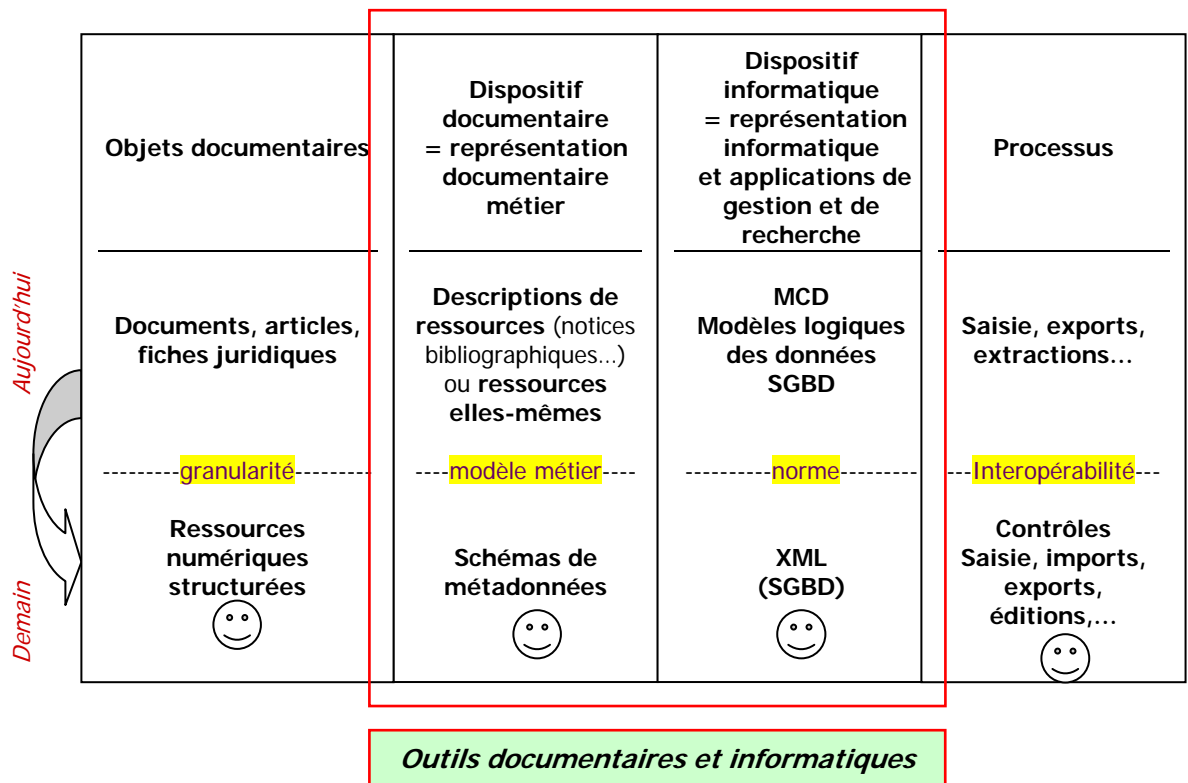 Objets documentaires
Dispositif
documentaire
= représentation
documentaire
métier
Dispositif
informatique
= représentation
informatique
et applications de
gestion et de
recherche
Processus
Aujourd'hui
Documents, articles,
fiches juridiques
Descriptions de
ressources (notices
bibliographiques...)
ou ressources
elles-mêmes
MCD
Modèles logiques
des données
SGBD
Saisie, exports,
extractions...
---------granularité---------
----modèle métier----
---------norme---------
---Interopérabilité---
Demain
Ressources
numériques
structurées
Schémas de
métadonnées
XML
(SGBD)
Contrôles
Saisie, imports,
exports,
éditions,...
Outils documentaires et informatiques